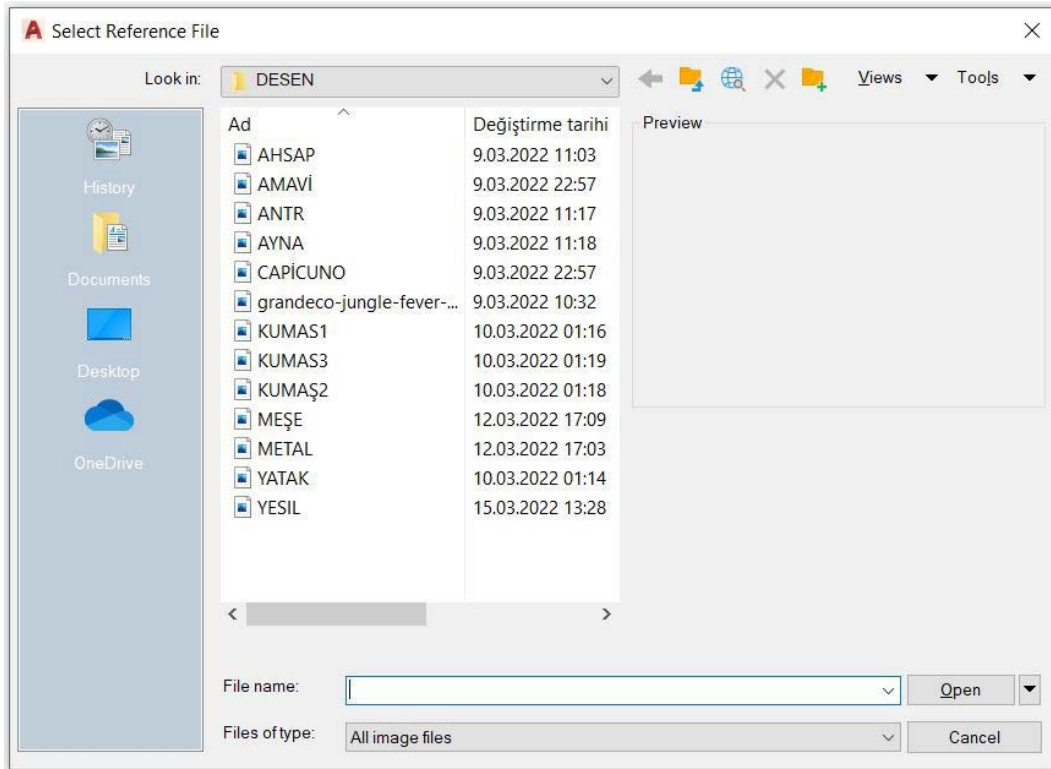 Select Reference File
Look in: DESEN Views Tools
History
Documents
Desktop
OneDrive
Ad Değiştirme tarihi
AHSAP 9.03.2022 11:03
AMAVİ 9.03.2022 22:57
ANTR 9.03.2022 11:17
AYNA 9.03.2022 11:18
CAPİCUNO 9.03.2022 22:57
grandeco-jungle-fever-... 9.03.2022 10:32
KUMAS1 10.03.2022 01:16
KUMAS3 10.03.2022 01:19
KUMAŞ2 10.03.2022 01:18
MEŞE 12.03.2022 17:09
METAL 12.03.2022 17:03
YATAK 10.03.2022 01:14
YESIL 15.03.2022 13:28
Preview
File name: Open
Files of type: All image files Cancel